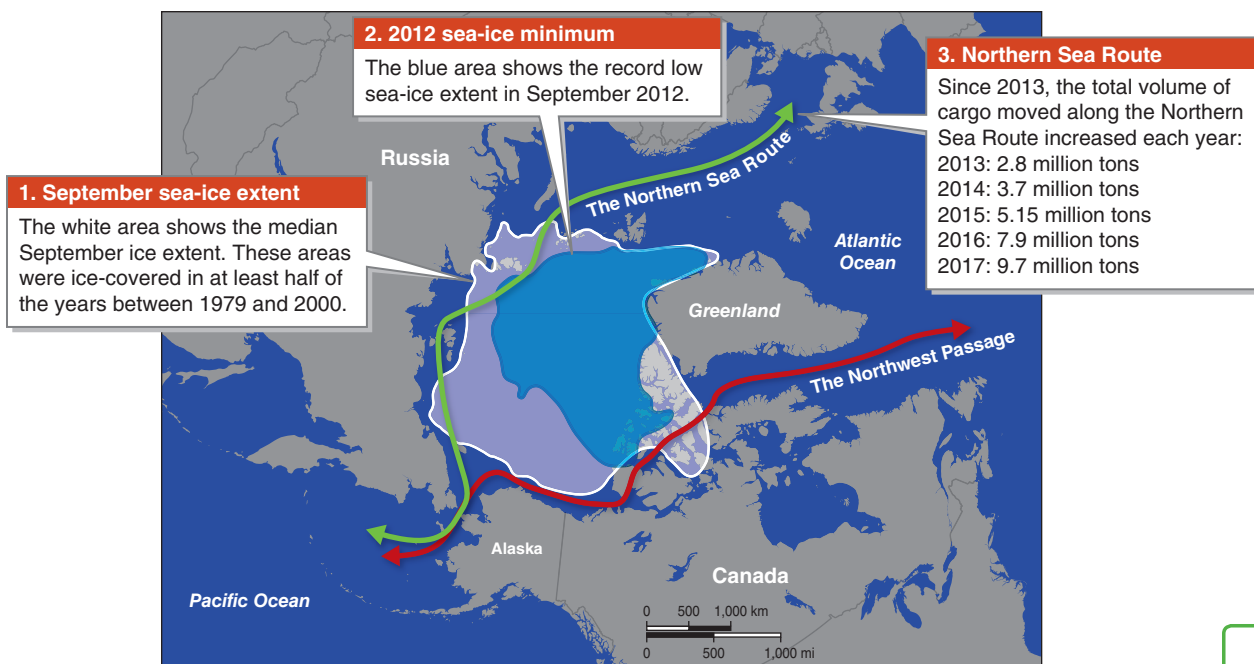 1. September sea-ice extent
The white area shows the median
September ice extent. These areas
were ice-covered in at least half of
the years between 1979 and 2000.
2. 2012 sea-ice minimum
The blue area shows the record low
sea-ice extent in September 2012.
3. Northern Sea Route
Since 2013, the total volume of
cargo moved along the Northern
Sea Route increased each year:
2013: 2.8 million tons
2014: 3.7 million tons
2015: 5.15 million tons
2016: 7.9 million tons
2017: 9.7 million tons
Russia
The Northern Sea Route
Atlantic
Ocean
Greenland
The Northwest Passage
Alaska
Canada
Pacific Ocean
0 500 1,000 km
0 500 1,000 mi